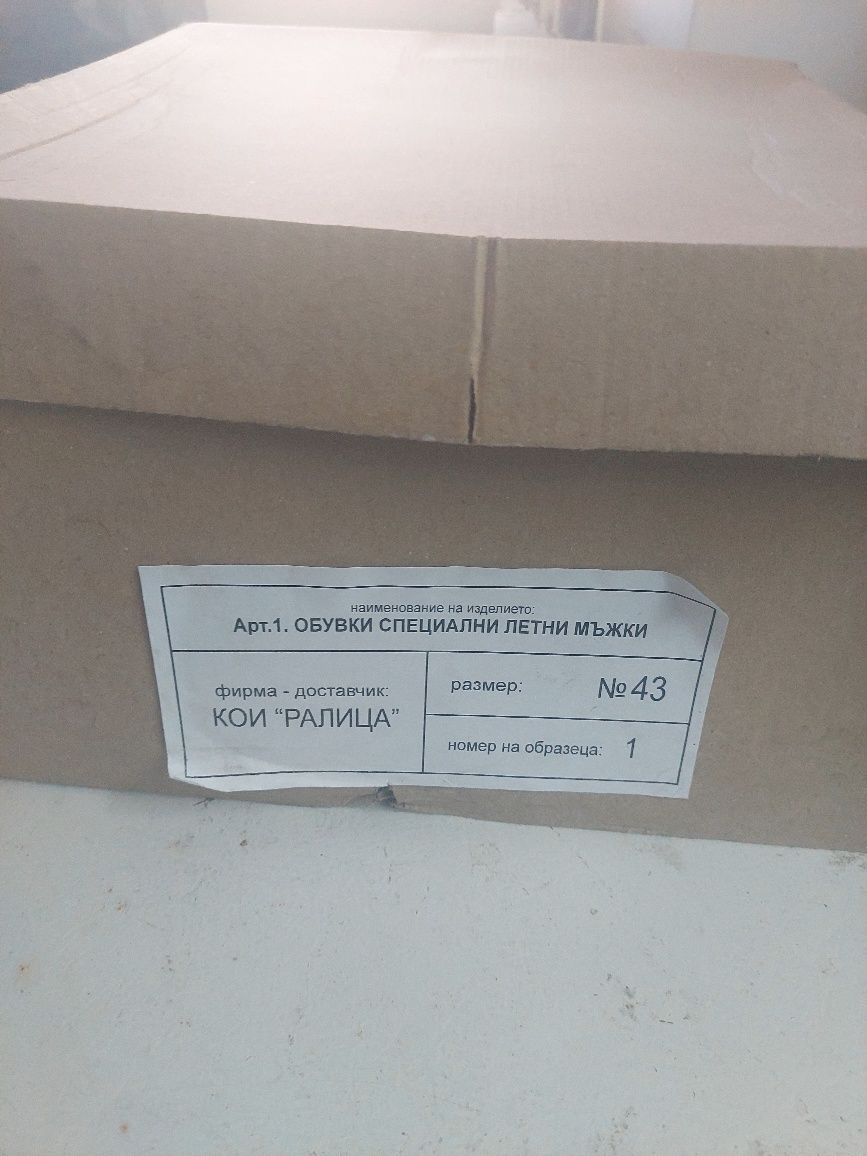 наименование на изделието:
Арт.1. ОБУВКИ СПЕЦИАЛНИ ЛЕТНИ МЪЖКИ
фирма - доставчик:
КОИ “РАЛИЦА”
размер: №43
номер на образеца: 1